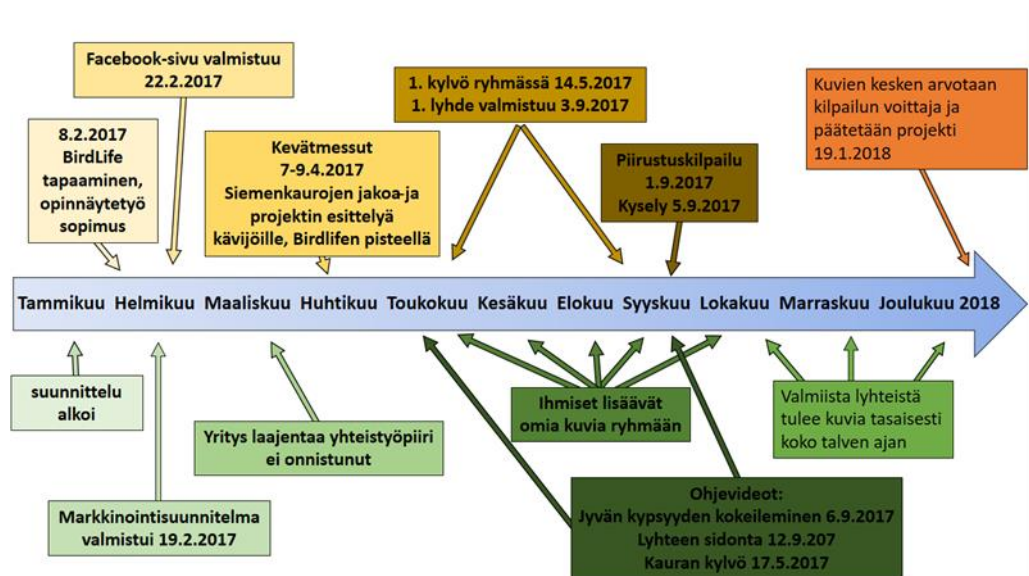 Facebook-sivu valmistuu
22.2.2017
8.2.2017
BirdLife
tapaaminen,
opinnäytetyö
sopimus
Kevätmessut
7-9.4.2017
Siemenkaurojen jakoa-ja
projektin esittelyä
kävijöille, Birdlifen pisteellä
1. kylvö ryhmässä 14.5.2017
1. lyhde valmistuu 3.9.2017
Piirustuskilpailu
1.9.2017
Kysely 5.9.2017
Kuvien kesken arvotaan
kilpailun voittaja ja
päätetään projekti
19.1.2018
Tammikuu Helmikuu Maaliskuu Huhtikuu Toukokuu Kesäkuu Elokuu Syyskuu Lokakuu Marraskuu Joulukuu 2018
suunnittelu
alkoi
Markkinointisuunnitelma
valmistui 19.2.2017
Yritys laajentaa yhteistyöpiiri
ei onnistunut
Ihmiset lisäävät
omia kuvia ryhmään
Valmiista lyhteistä
tulee kuvia tasaisesti
koko talven ajan
Ohjevideot:
Jyvän kypsyyden kokeileminen 6.9.2017
Lyhteen sidonta 12.9.207
Kauran kylvö 17.5.2017